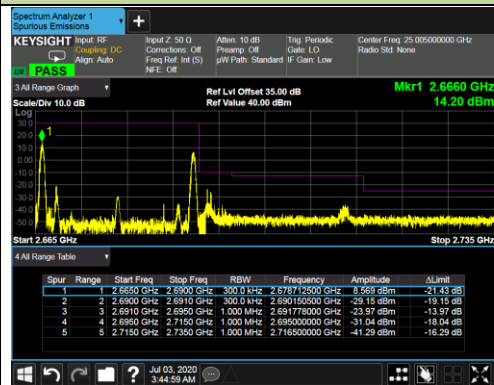 Spectrum Analyzer 1
Spurious Emissions
KEYSIGHT
Input: RF
Coupling: DC
Align: Auto
Input Z: 50 Ω
Corrections: Off
Freq Ref: Int (S)
NFE: Off
Atten: 10 dB
Preamp: Off
µW Path: Standard
Trig: Periodic
Gate: LO
IF Gain: Low
Center Freq: 25.005000000 GHz
Radio Std: None
PASS
3 All Range Graph
Scale/Div 10.0 dB
Ref Lvl Offset 35.00 dB
Ref Value 40.00 dBm
Mkr1 2.6660 GHz
14.20 dBm
Log
30.0
20.0
10.0
0.00
-10.0
-20.0
-30.0
-40.0
-50.0
1
Start 2.665 GHz
Stop 2.735 GHz
4 All Range Table
Spur Range Start Freq Stop Freq RBW Frequency Amplitude ΔLimit
1 1 2.6650 GHz 2.6900 GHz 300.0 kHz 2.678712500 GHz 8.569 dBm -21.43 dB
2 2 2.6900 GHz 2.6910 GHz 300.0 kHz 2.690150500 GHz -29.15 dBm -19.15 dB
3 3 2.6910 GHz 2.6950 GHz 1.000 MHz 2.691778000 GHz -23.97 dBm -13.97 dB
4 4 2.6950 GHz 2.7150 GHz 1.000 MHz 2.695000000 GHz -31.04 dBm -18.04 dB
5 5 2.7150 GHz 2.7350 GHz 1.000 MHz 2.716500000 GHz -41.29 dBm -16.29 dB
Jul 03, 2020
3:44:59 AM